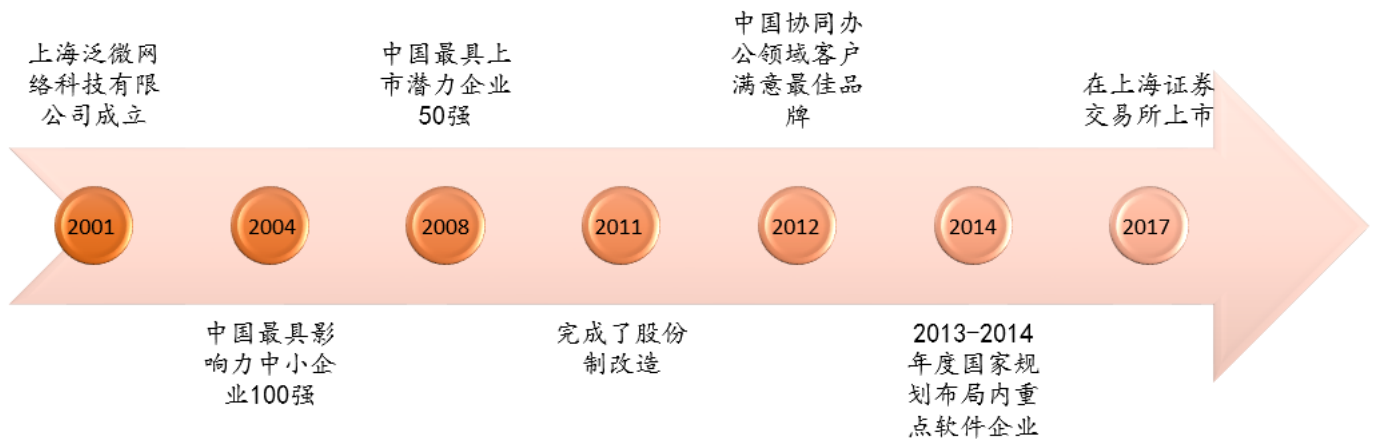 上海泛微网
络科技有限
公司成立
中国最具上
市潜力企业
50强
中国协同办
公领域客户
满意最佳品
牌
在上海证券
交易所上市
2001
2004
2008
2011
2012
2014
2017
中国最具影
响力中小企
业100强
完成了股份
制改造
2013-2014
年度国家规
划布局内重
点软件企业